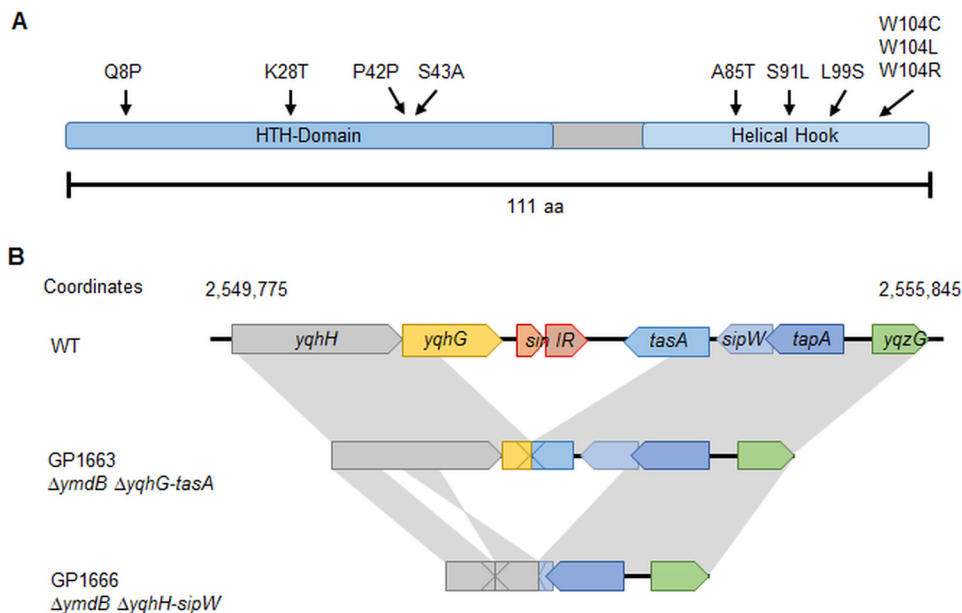 A
W104C
W104L
Q8P K28T P42P S43A A85T S91L L99S W104R
HTH-Domain Helical Hook
111 aa
B
Coordinates 2,549,775 2,555,845
WT yqhH yqhG sin IR tasA sipW tapA yqzG
GP1663
ΔymdB ΔyqhG-tasA
GP1666
ΔymdB ΔyqhH-sipW